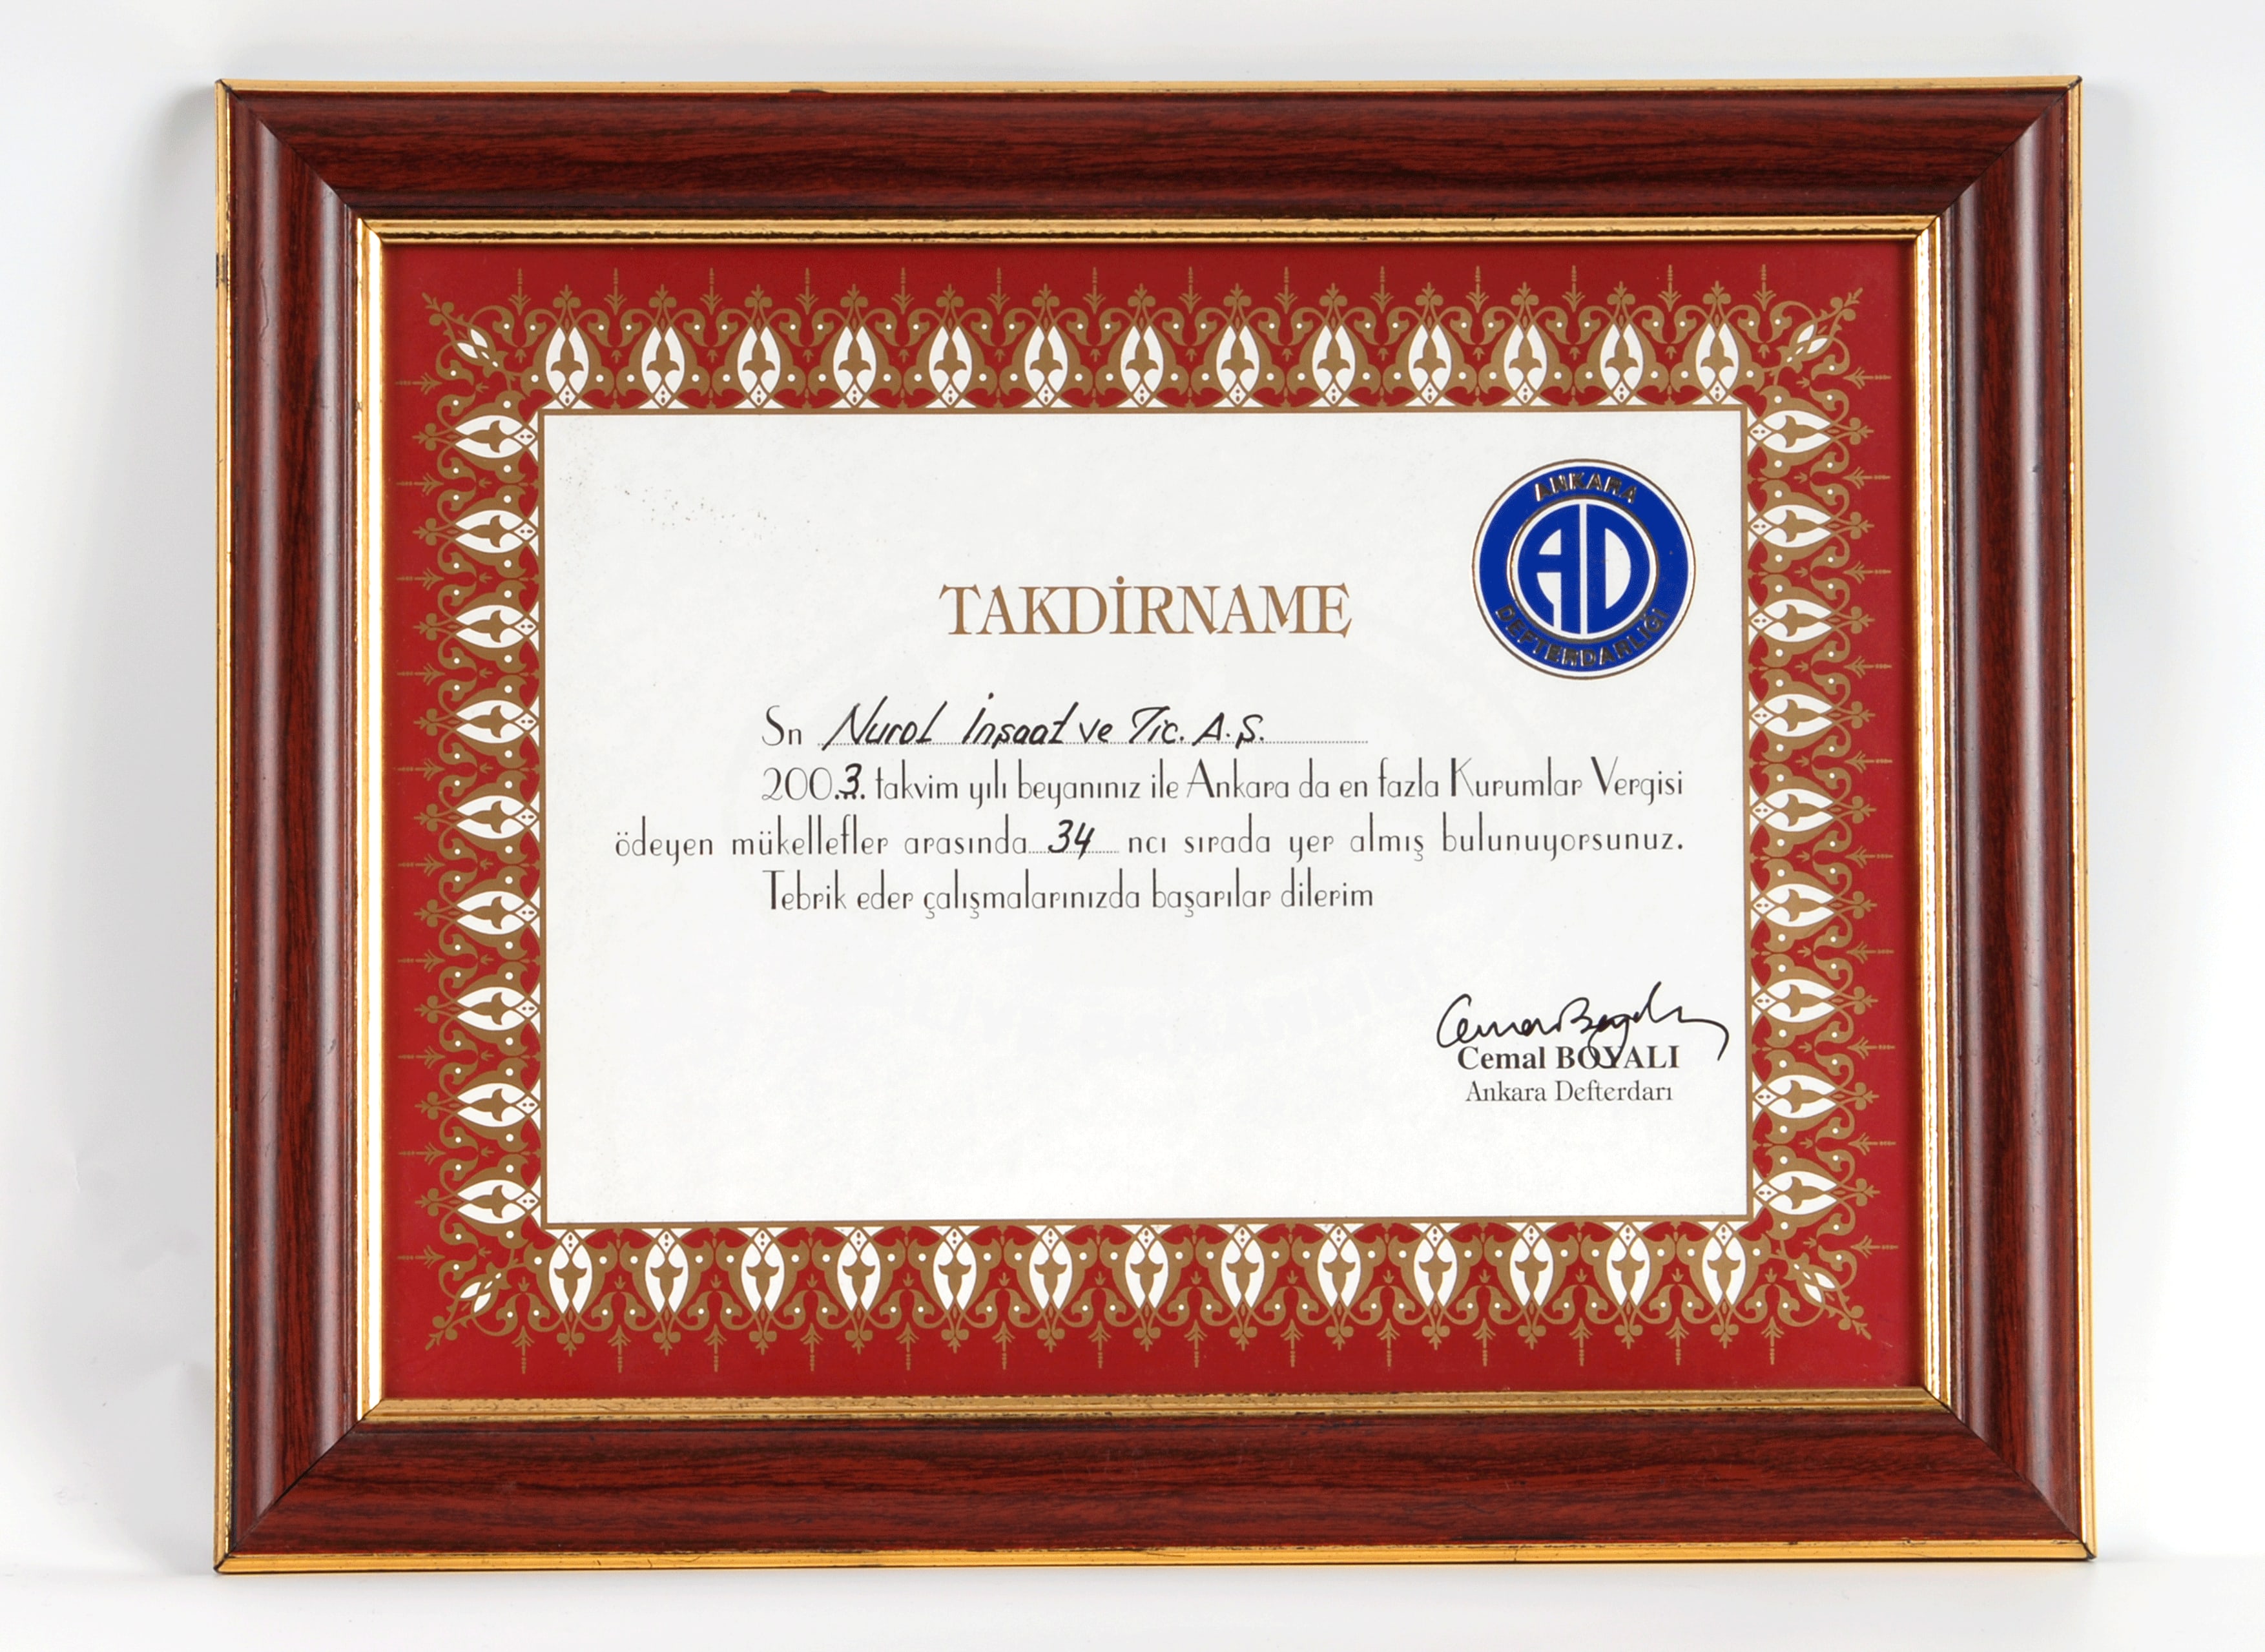 ANKARA
AD
DEFTERDARLIĞI
TAKDİRNAME
Sn Nurol İnşaat ve Tic. A.Ş.
200.3. takvim yılı beyanınız ile Ankara da en fazla Kurumlar Vergisi
ödeyen mükellefler arasında 34 ncı sırada yer almış bulunuyorsunuz.
Tebrik eder çalışmalarınızda başarılar dilerim
Cemal BOYALI
Ankara Defterdarı